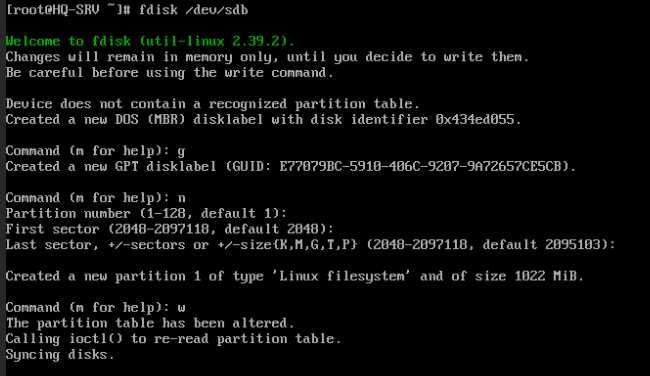 [root@HQ-SRV ~]# fdisk /dev/sdb
Welcome to fdisk (util-linux 2.39.2).
Changes will remain in memory only, until you decide to write them.
Be careful before using the write command.
Device does not contain a recognized partition table.
Created a new DOS (MBR) disklabel with disk identifier 0x434ed055.
Command (m for help): g
Created a new GPT disklabel (GUID: E77079BC-5910-406C-9207-9A72657CE5CB).
Command (m for help): n
Partition number (1-128, default 1):
First sector (2048-2097118, default 2048):
Last sector, +/-sectors or +/-size{K,M,G,T,P} (2048-2097118, default 2095103):
Created a new partition 1 of type 'Linux filesystem' and of size 1022 MiB.
Command (m for help): w
The partition table has been altered.
Calling ioctl() to re-read partition table.
Syncing disks.